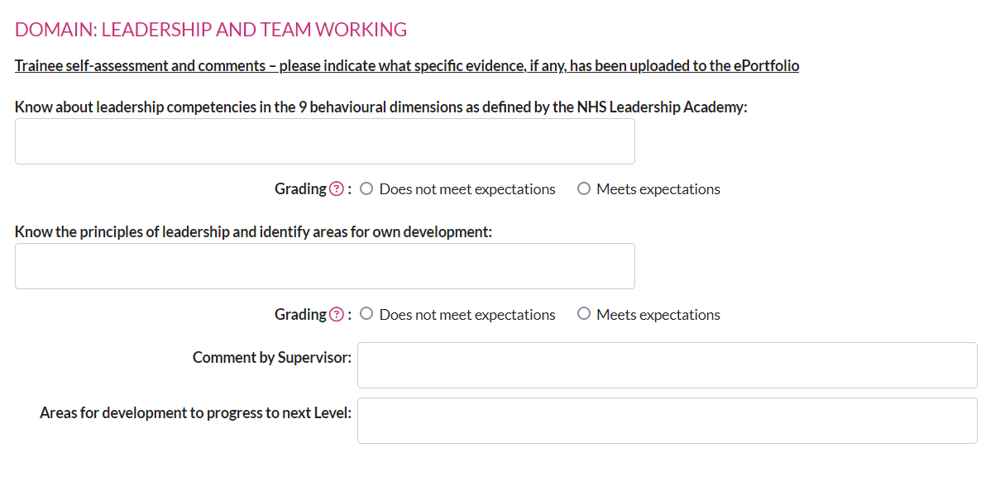 DOMAIN: LEADERSHIP AND TEAM WORKING
Trainee self-assessment and comments – please indicate what specific evidence, if any, has been uploaded to the ePortfolio
Know about leadership competencies in the 9 behavioural dimensions as defined by the NHS Leadership Academy:
Grading ? : Does not meet expectations Meets expectations
Know the principles of leadership and identify areas for own development:
Grading ? : Does not meet expectations Meets expectations
Comment by Supervisor:
Areas for development to progress to next Level: